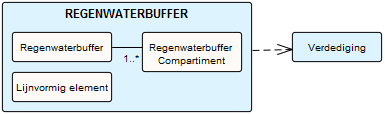 REGENWATERBUFFER
Regenwaterbuffer
Regenwaterbuffer
Compartiment
1..*
Verdediging
Lijnvormig element